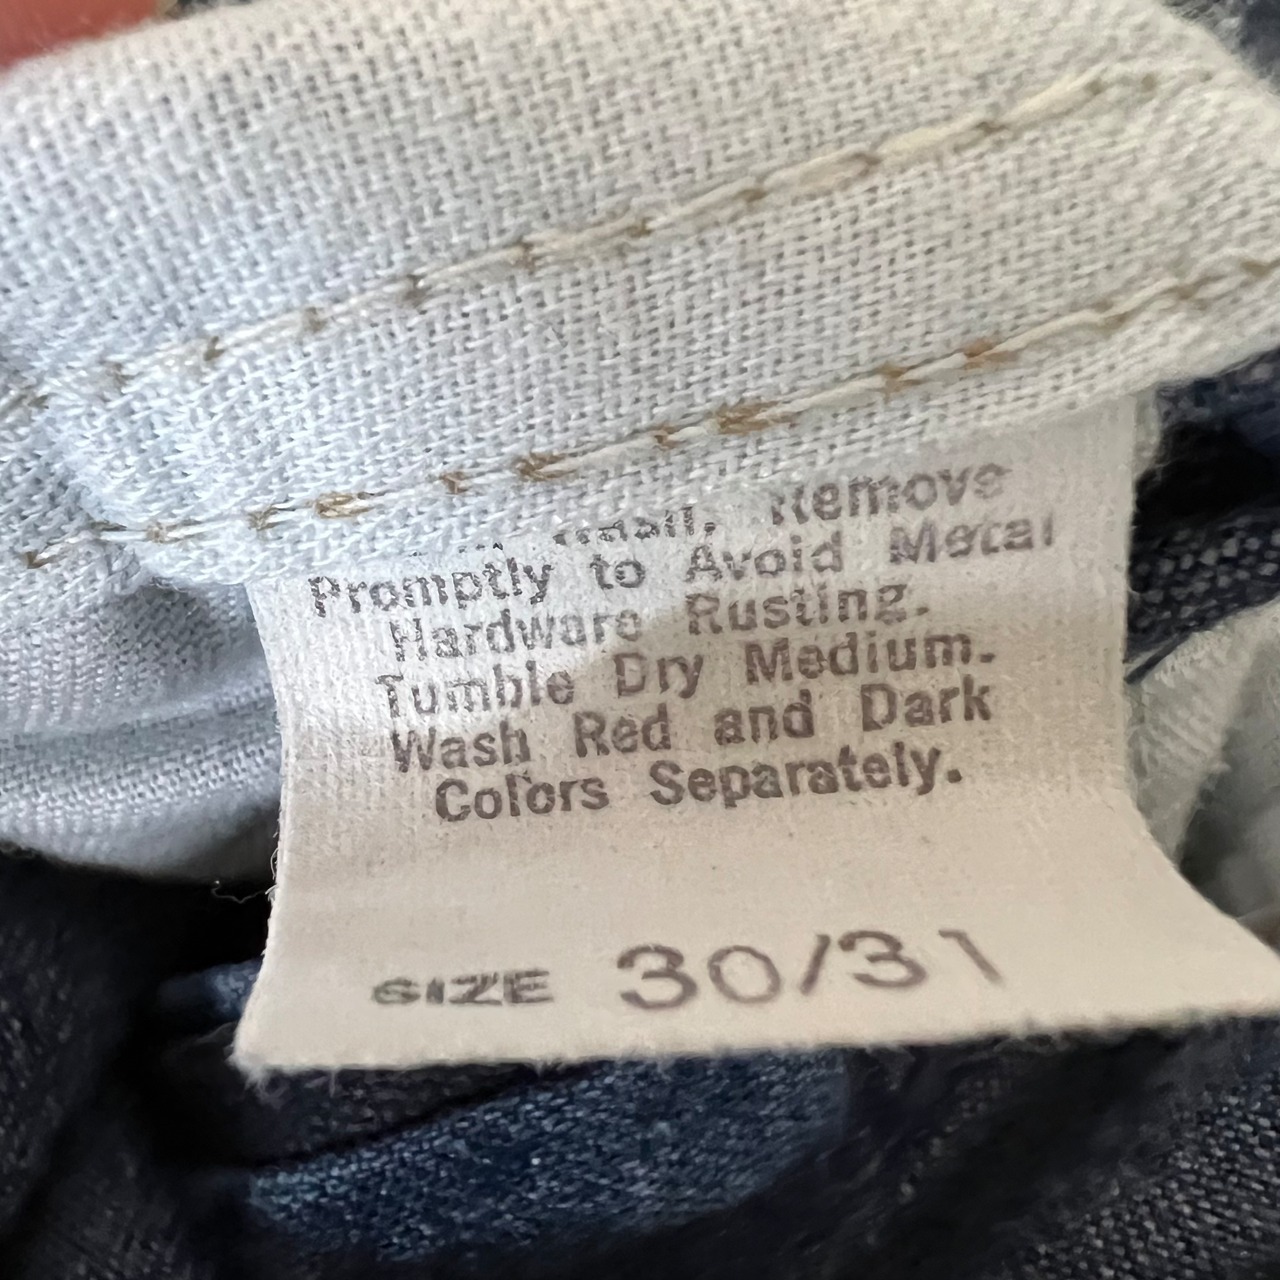 Wash, Remove
Promptly to Avoid Metal
Hardware Rusting.
Tumble Dry Medium.
Wash Red and Dark
Colors Separately.
SIZE 30/31